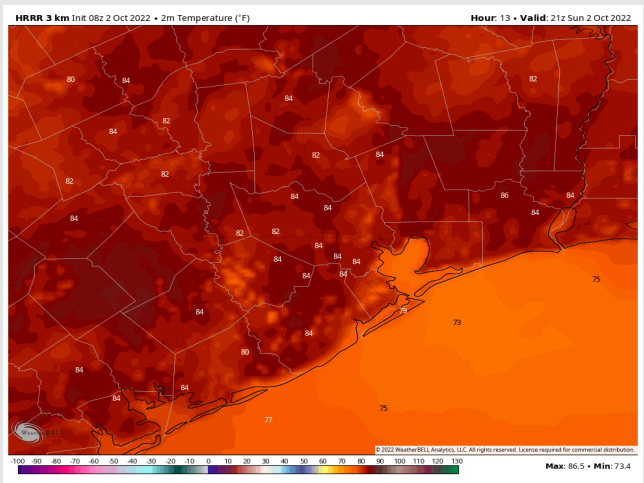 HRRR 3 km Init 08z 2 Oct 2022 • 2m Temperature (°F)
Hour: 13 • Valid: 21z Sun 2 Oct 2022
80 84 82
84
82
84
82 84
82 82
84 86 84
84 84 84
82 82
84
84 84 84
84 84 75
84 79
73
84
80
84
84
84 75
77
© 2022 WeatherBELL Analytics, LLC. All rights reserved. License required for commercial distribution.
-100 -90 -80 -70 -60 -50 -40 -30 -20 -10 0 10 20 30 40 50 60 70 80 90 100 110 120 130
Max: 86.5 • Min: 73.4